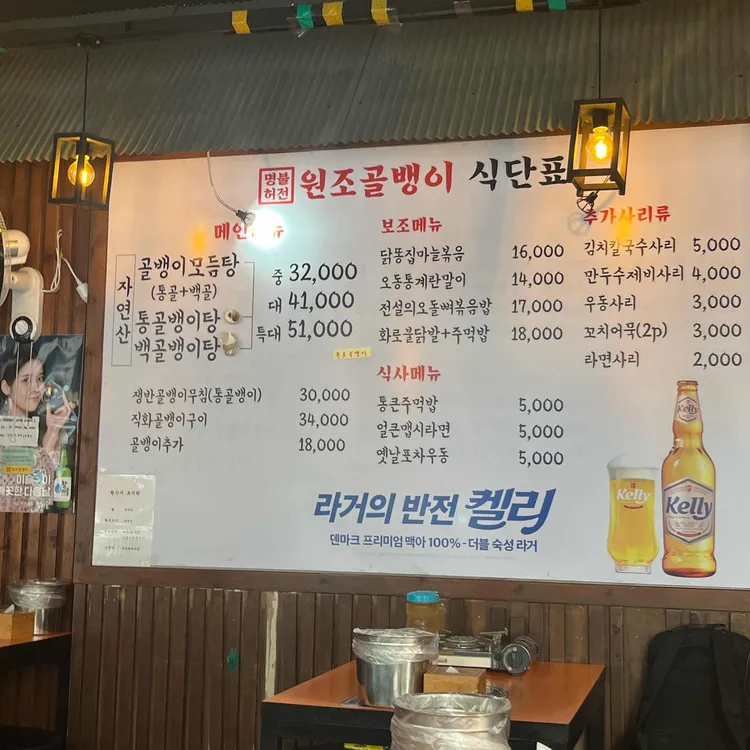 명불허전 원조골뱅이 식단표
메인메뉴
자연산
골뱅이모듬탕
(통골+백골)
통골뱅이탕
백골뱅이탕
중 32,000
대 41,000
특대 51,000
쟁반골뱅이무침(통골뱅이) 30,000
직화골뱅이구이 34,000
골뱅이추가 18,000
보조메뉴
닭똥집마늘볶음 16,000
오동통계란말이 14,000
전설의오돌뼈볶음밥 17,000
화로불닭발+주먹밥 18,000
식사메뉴
통큰주먹밥 5,000
얼큰맵시라면 5,000
옛날포차우동 5,000
추가사리류
김치칼국수사리 5,000
만두수제비사리 4,000
우동사리 3,000
꼬치어묵(2p) 3,000
라면사리 2,000
라거의 반전 켈리
덴마크 프리미엄 맥아 100% - 더블 숙성 라거
Kelly
Kelly
Kelly